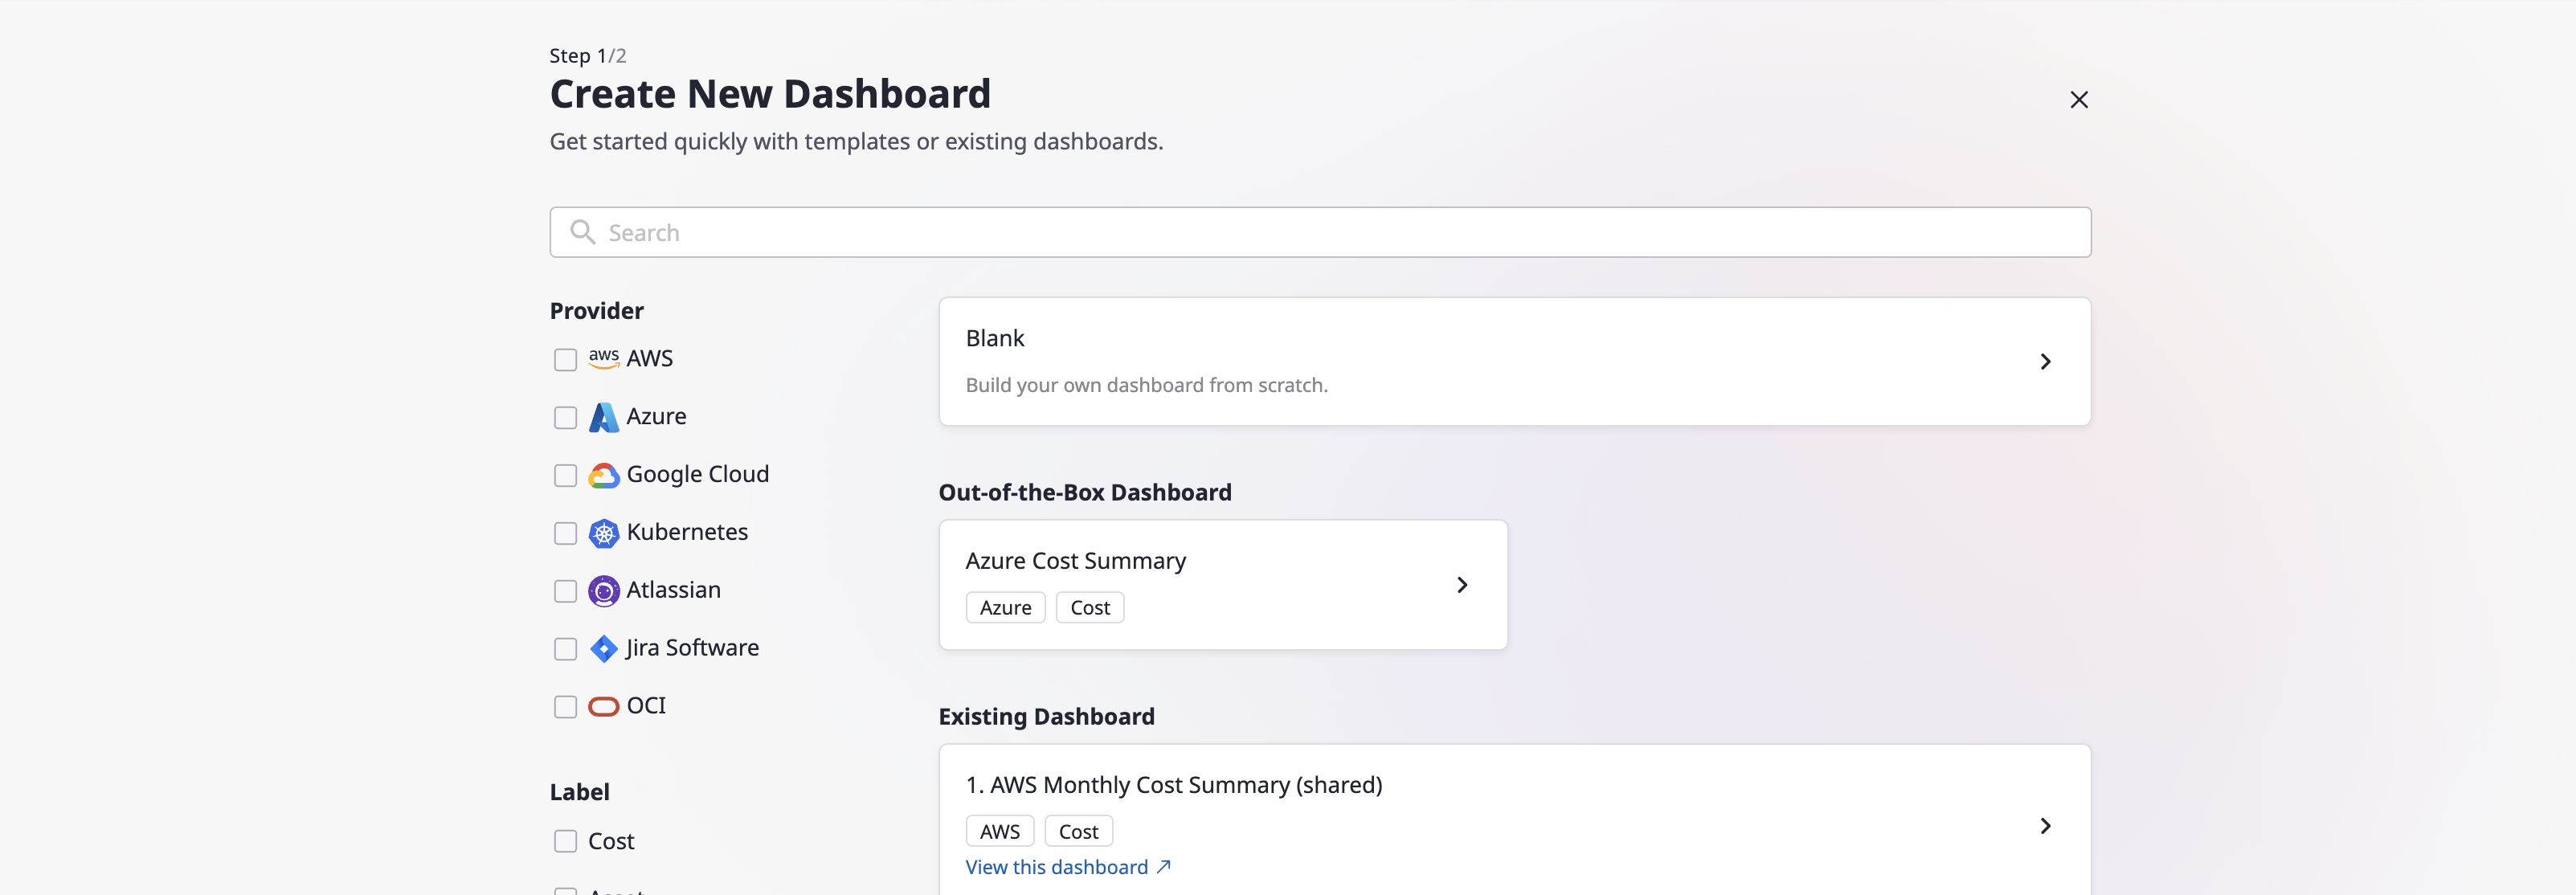 Step 1/2
Create New Dashboard
Get started quickly with templates or existing dashboards.
Search
Provider
aws AWS
Azure
Google Cloud
Kubernetes
Atlassian
Jira Software
OCI
Label
Cost
Blank
Build your own dashboard from scratch.
Out-of-the-Box Dashboard
Azure Cost Summary
Azure Cost
Existing Dashboard
1. AWS Monthly Cost Summary (shared)
AWS Cost
View this dashboard